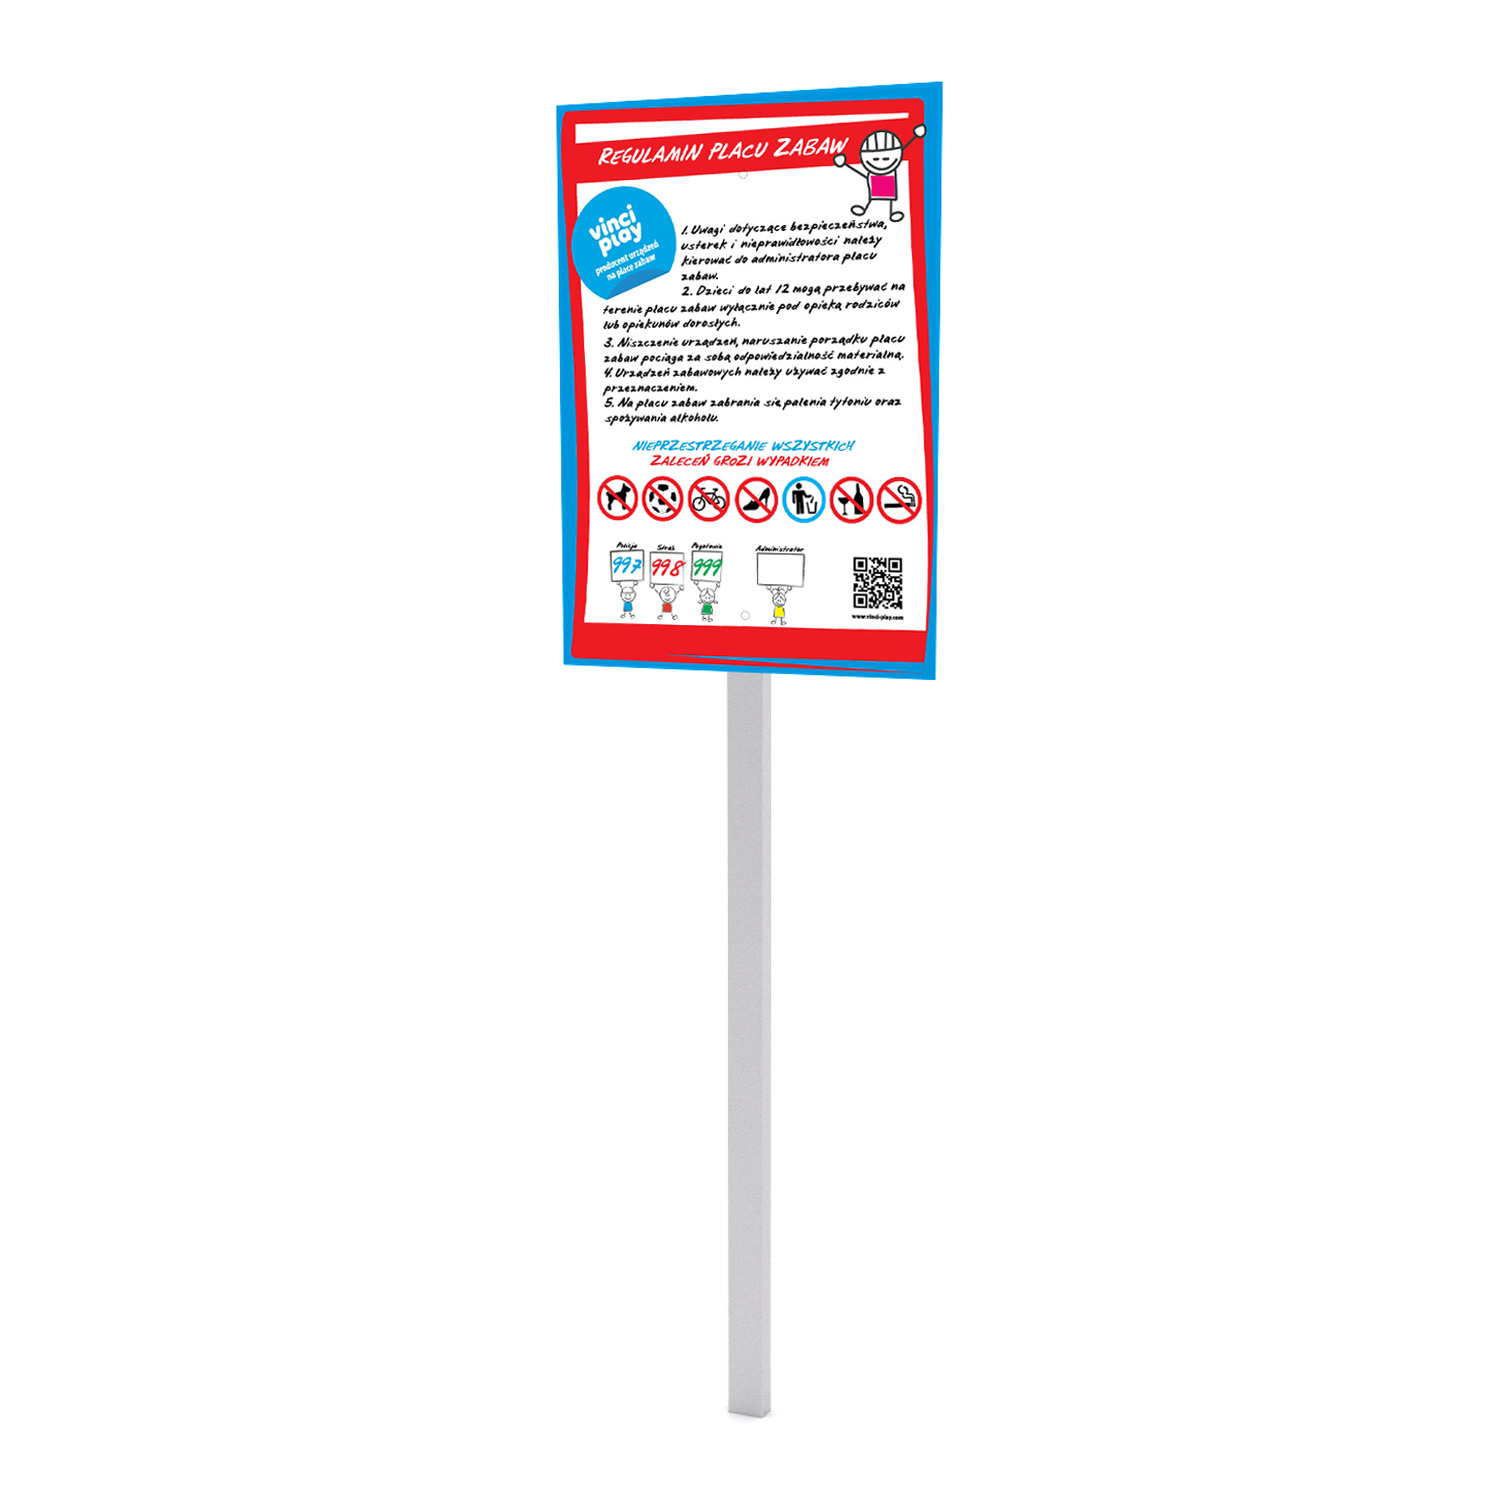 REGULAMIN PLACU ZABAW
vinci
play
producent urządzeń
na place zabaw
1. Uwagi dotyczące bezpieczeństwa,
usterek i nieprawidłowości należy
kierować do administratora placu
zabaw.
2. Dzieci do lat 12 mogą przebywać na
terenie placu zabaw wyłącznie pod opieką rodziców
lub opiekunów dorosłych.
3. Niszczenie urządzeń, naruszanie porządku placu
zabaw pociąga za sobą odpowiedzialność materialną.
4. Urządzeń zabawowych należy używać zgodnie z
przeznaczeniem.
5. Na placu zabaw zabrania się palenia tytoniu oraz
spożywania alkoholu.
NIEPRZESTRZEGANIE WSZYSTKICH
ZALECEŃ GROZI WYPADKIEM
Policja Straż Pogotowie Administrator
997 998 999
www.vinci-play.com